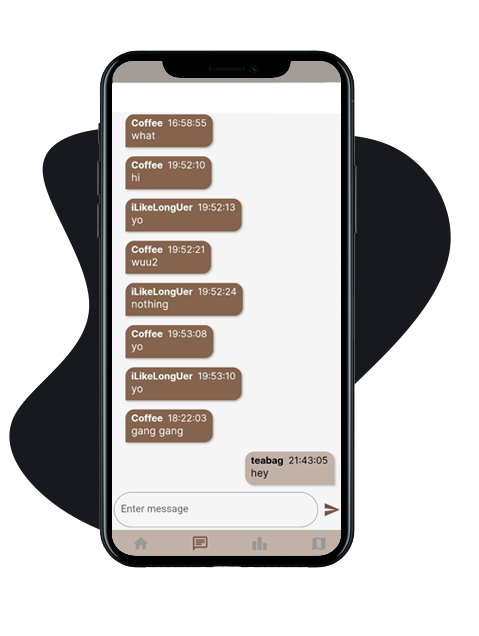 Coffee 16:58:55
what
Coffee 19:52:10
hi
iLikeLongUer 19:52:13
yo
Coffee 19:52:21
wuu2
iLikeLongUer 19:52:24
nothing
Coffee 19:53:08
yo
iLikeLongUer 19:53:10
yo
Coffee 18:22:03
gang gang
teabag 21:43:05
hey
Enter message